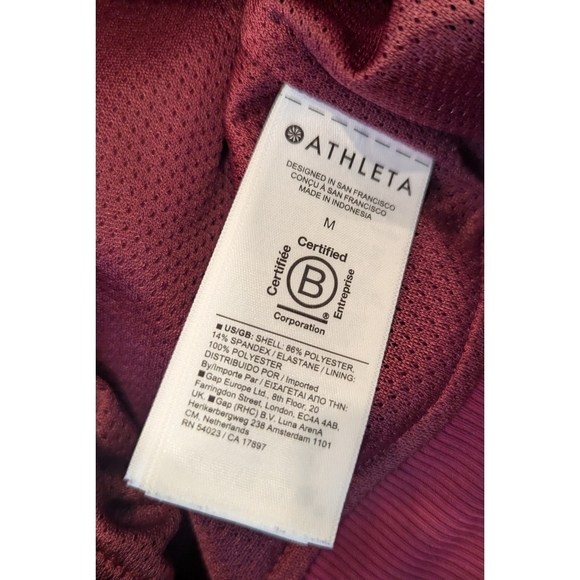 ATHLETA
DESIGNED IN SAN FRANCISCO
CONÇU À SAN FRANCISCO
MADE IN INDONESIA
M
Certified
Certifiée
B
®
Entreprise
Corporation
■ US/GB: SHELL: 86% POLYESTER,
14% SPANDEX / ELASTANE / LINING:
100% POLYESTER
DISTRIBUIDO POR / Imported
By/Importe Par / ΕΙΣΑΓΕΤΑΙ ΑΠΟ ΤΗΝ:
■Gap Europe Ltd., 8th Floor, 20
Farringdon Street, London, EC4A 4AB,
UK. ■Gap (RHC) B.V. Luna ArenA
Herikerbergweg 238 Amsterdam 1101
CM, Netherlands
RN 54023 / CA 17897